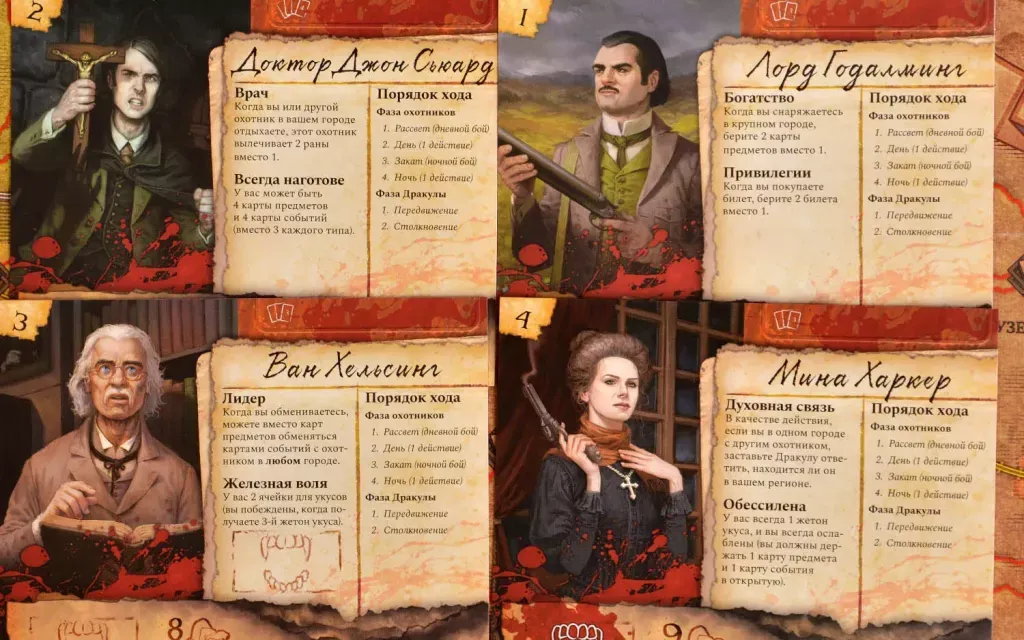 2
Доктор Джон Сьюард
Врач
Когда вы или другой
охотник в вашем городе
отдыхаете, этот охотник
вылечивает 2 раны
вместо 1.
Всегда наготове
У вас может быть
4 карты предметов
и 4 карты событий
(вместо 3 каждого типа).
Порядок хода
Фаза охотников
1. Рассвет (дневной бой)
2. День (1 действие)
3. Закат (ночной бой)
4. Ночь (1 действие)
Фаза Дракулы
1. Передвижение
2. Столкновение
1
Лорд Годалминг
Богатство
Когда вы снаряжаетесь
в крупном городе,
берите 2 карты
предметов вместо 1.
Привилегии
Когда вы покупаете
билет, берите 2 билета
вместо 1.
Порядок хода
Фаза охотников
1. Рассвет (дневной бой)
2. День (1 действие)
3. Закат (ночной бой)
4. Ночь (1 действие)
Фаза Дракулы
1. Передвижение
2. Столкновение
3
Ван Хельсинг
Лидер
Когда вы обмениваетесь,
можете вместо карт
предметов обменяться
картами событий с охот-
ником в любом городе.
Железная воля
У вас 2 ячейки для укусов
(вы побеждены, когда по-
лучаете 3-й жетон укуса).
Порядок хода
Фаза охотников
1. Рассвет (дневной бой)
2. День (1 действие)
3. Закат (ночной бой)
4. Ночь (1 действие)
Фаза Дракулы
1. Передвижение
2. Столкновение
8
4
Мина Харкер
Духовная связь
В качестве действия,
если вы в одном городе
с другим охотником,
заставьте Дракулу отве-
тить, находится ли он
в вашем регионе.
Обессилена
У вас всегда 1 жетон
укуса, и вы всегда осла-
блены (вы должны дер-
жать 1 карту предмета
и 1 карту события
в открытую).
Порядок хода
Фаза охотников
1. Рассвет (дневной бой)
2. День (1 действие)
3. Закат (ночной бой)
4. Ночь (1 действие)
Фаза Дракулы
1. Передвижение
2. Столкновение
9